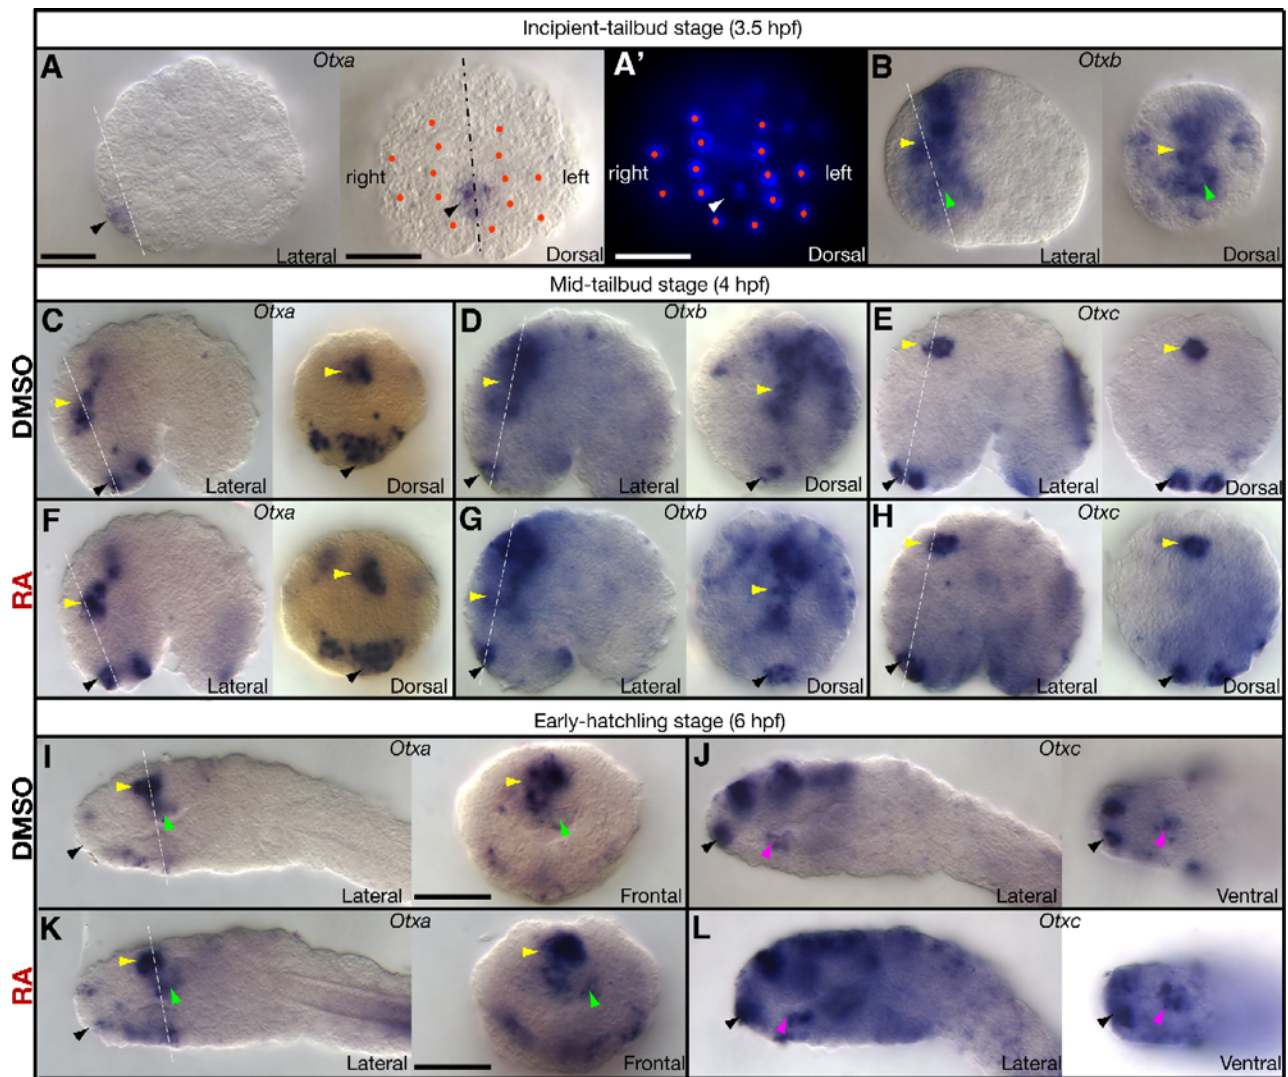 Incipient-tailbud stage (3.5 hpf)
A Otxa A' B Otxb
right left right left
Lateral Dorsal Dorsal Lateral Dorsal
Mid-tailbud stage (4 hpf)
DMSO
C Otxa D Otxb E Otxc
Lateral Dorsal Lateral Dorsal Lateral Dorsal
RA
F Otxa G Otxb H Otxc
Lateral Dorsal Lateral Dorsal Lateral Dorsal
Early-hatchling stage (6 hpf)
DMSO
I Otxa J Otxc
Lateral Frontal Lateral Ventral
RA
K Otxa L Otxc
Lateral Frontal Lateral Ventral